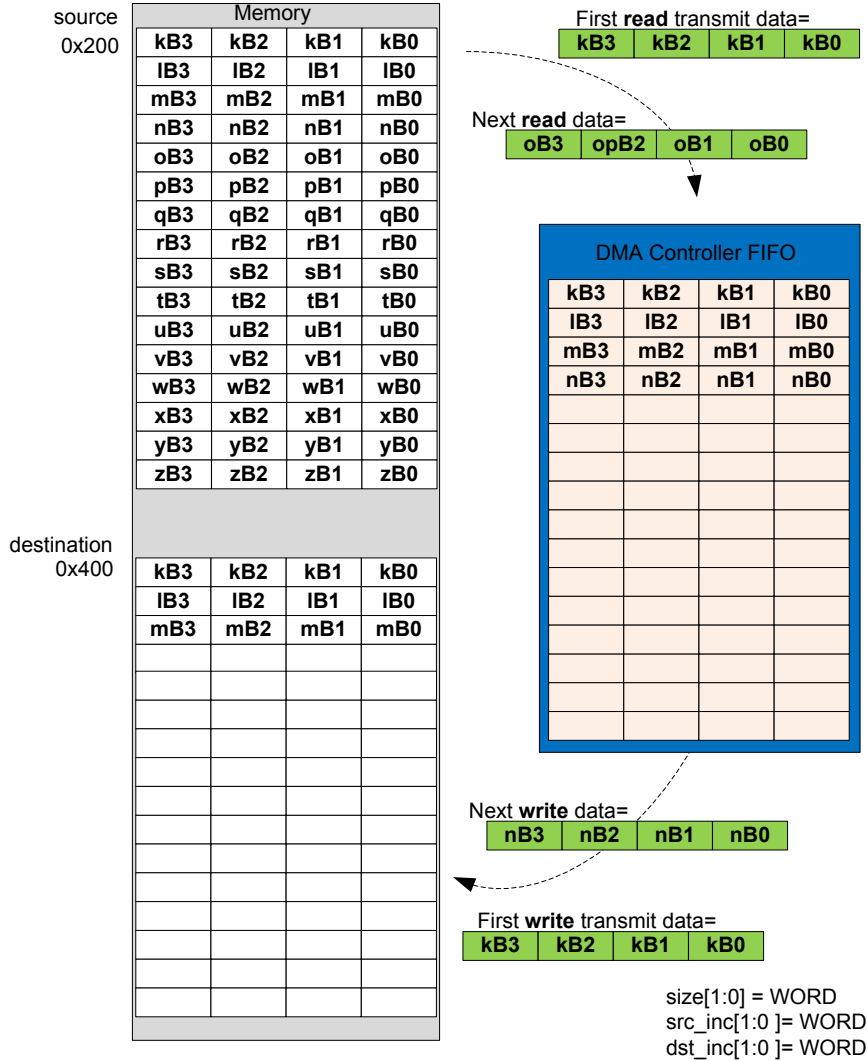 source
0x200
Memory
kB3 kB2 kB1 kB0
lB3 lB2 lB1 lB0
mB3 mB2 mB1 mB0
nB3 nB2 nB1 nB0
oB3 oB2 oB1 oB0
pB3 pB2 pB1 pB0
qB3 qB2 qB1 qB0
rB3 rB2 rB1 rB0
sB3 sB2 sB1 sB0
tB3 tB2 tB1 tB0
uB3 uB2 uB1 uB0
vB3 vB2 vB1 vB0
wB3 wB2 wB1 wB0
xB3 xB2 xB1 xB0
yB3 yB2 yB1 yB0
zB3 zB2 zB1 zB0
destination
0x400
kB3 kB2 kB1 kB0
lB3 lB2 lB1 lB0
mB3 mB2 mB1 mB0
First read transmit data=
kB3 kB2 kB1 kB0
Next read data=
oB3 opB2 oB1 oB0
DMA Controller FIFO
kB3 kB2 kB1 kB0
lB3 lB2 lB1 lB0
mB3 mB2 mB1 mB0
nB3 nB2 nB1 nB0
Next write data=
nB3 nB2 nB1 nB0
First write transmit data=
kB3 kB2 kB1 kB0
size[1:0] = WORD
src_inc[1:0 ]= WORD
dst_inc[1:0 ]= WORD